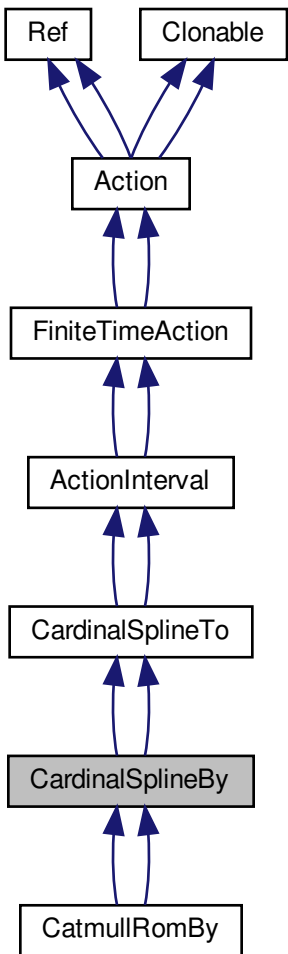 Ref
Clonable
Action
FiniteTimeAction
ActionInterval
CardinalSplineTo
CardinalSplineBy
CatmullRomBy